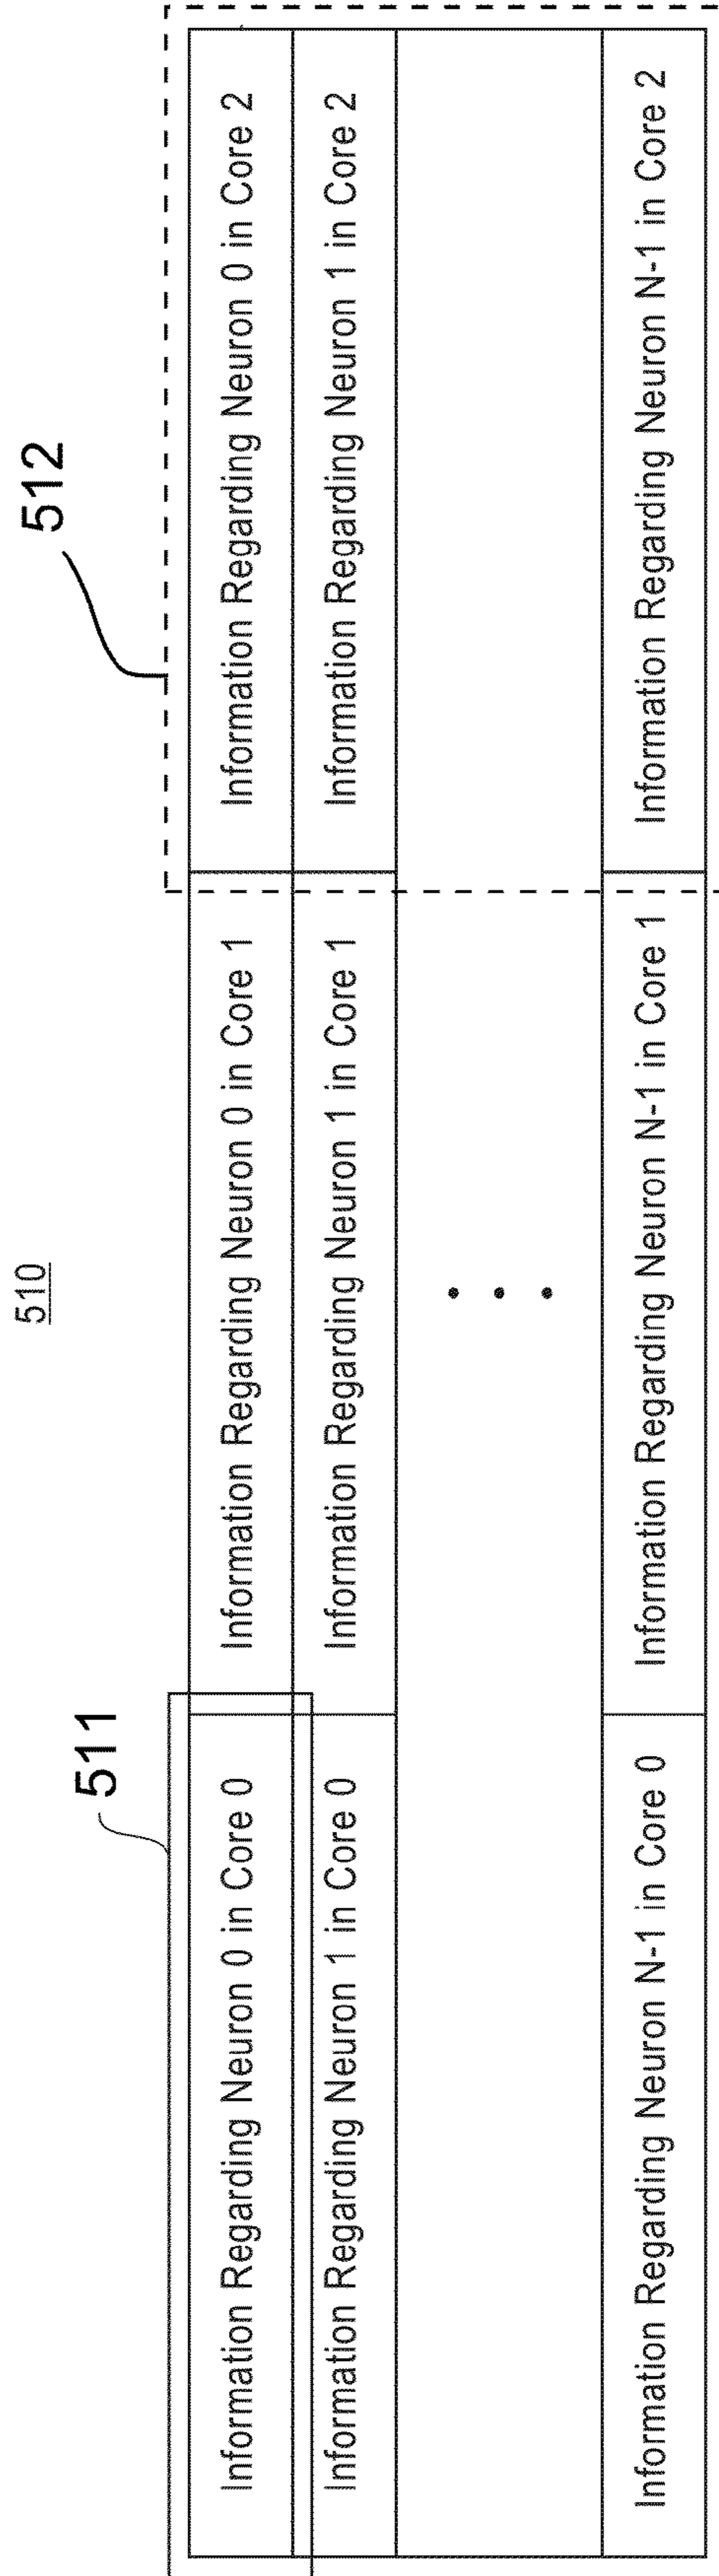 510
511
512
Information Regarding Neuron 0 in Core 0
Information Regarding Neuron 0 in Core 1
Information Regarding Neuron 0 in Core 2
Information Regarding Neuron 1 in Core 0
Information Regarding Neuron 1 in Core 1
Information Regarding Neuron 1 in Core 2
• • •
Information Regarding Neuron N-1 in Core 0
Information Regarding Neuron N-1 in Core 1
Information Regarding Neuron N-1 in Core 2